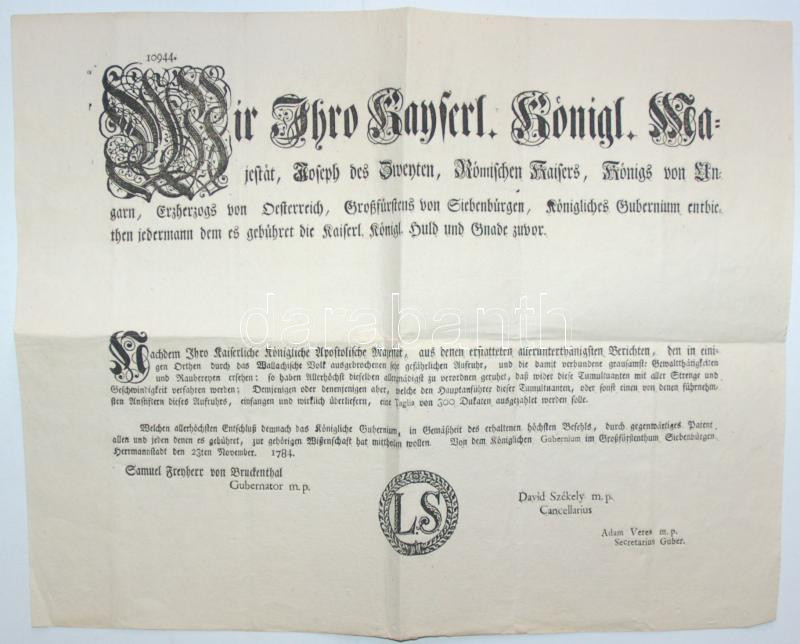 10944.
Wir Ihro Kayserl. Königl. Ma-
jestät, Joseph des Zweyten, Römischen Kaisers, Königs von Un-
garn, Erzherzogs von Oesterreich, Großfürstens von Siebenbürgen, Königliches Gubernium entbie-
then jedermann dem es gebühret die Kaiserl. Königl. Huld und Gnade zuvor.
darabanth
Nachdem Ihro Kaiserliche Königliche Apostolische Majestät, aus denen erstatteten allerunterthänigsten Berichten, den in eini-
gen Orthen durch das Wallachische Volk ausgebrochenen sehr gefährlichen Aufruhr, und die damit verbundene grausamste Gewaltthätigkeiten
und Raubereyen ersehen: so haben Allerhöchst dieselben allergnädigst zu verordnen geruhet, daß wider diese Tumultuanten mit aller Strenge und
Geschwindigkeit verfahren werden; Demjenigen oder denenjenigen aber, welche den Hauptanführer dieser Tumultuanten, oder sonst einen von denen führnehm-
sten Anstiftern dieses Aufruhrs, einfangen und wirklich überliefern, eine Taglia von 300 Dukaten ausgezahlt werden solle.
Welchen allerhöchsten Entschluß demnach das Königliche Gubernium, in Gemäßheit des erhaltenen höchsten Befehls, durch gegenwärtiges Patent
allen und jeden denen es gebühret, zur gehörigen Wißenschaft hat mittheilen wollen. Von dem Königlichen Gubernium im Großfürstenthum Siebenbürgen.
Herrmannstadt den 23ten November. 1784.
Samuel Freyherr von Bruckenthal
Gubernator m. p.
L.S
David Székely m. p.
Cancellarius
Adam Veres m. p.
Secretarius Guber.